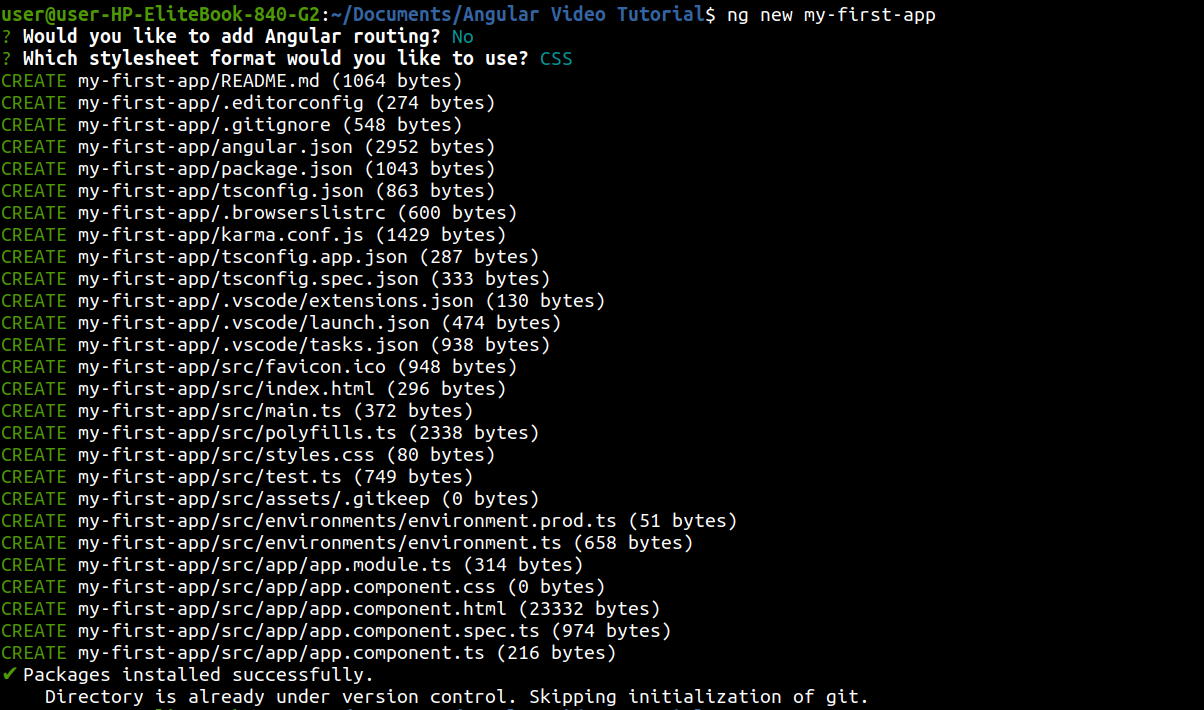 user@user-HP-EliteBook-840-G2:~/Documents/Angular Video Tutorial$ ng new my-first-app
? Would you like to add Angular routing? No
? Which stylesheet format would you like to use? CSS
CREATE my-first-app/README.md (1064 bytes)
CREATE my-first-app/.editorconfig (274 bytes)
CREATE my-first-app/.gitignore (548 bytes)
CREATE my-first-app/angular.json (2952 bytes)
CREATE my-first-app/package.json (1043 bytes)
CREATE my-first-app/tsconfig.json (863 bytes)
CREATE my-first-app/.browserslistrc (600 bytes)
CREATE my-first-app/karma.conf.js (1429 bytes)
CREATE my-first-app/tsconfig.app.json (287 bytes)
CREATE my-first-app/tsconfig.spec.json (333 bytes)
CREATE my-first-app/.vscode/extensions.json (130 bytes)
CREATE my-first-app/.vscode/launch.json (474 bytes)
CREATE my-first-app/.vscode/tasks.json (938 bytes)
CREATE my-first-app/src/favicon.ico (948 bytes)
CREATE my-first-app/src/index.html (296 bytes)
CREATE my-first-app/src/main.ts (372 bytes)
CREATE my-first-app/src/polyfills.ts (2338 bytes)
CREATE my-first-app/src/styles.css (80 bytes)
CREATE my-first-app/src/test.ts (749 bytes)
CREATE my-first-app/src/assets/.gitkeep (0 bytes)
CREATE my-first-app/src/environments/environment.prod.ts (51 bytes)
CREATE my-first-app/src/environments/environment.ts (658 bytes)
CREATE my-first-app/src/app/app.module.ts (314 bytes)
CREATE my-first-app/src/app/app.component.css (0 bytes)
CREATE my-first-app/src/app/app.component.html (23332 bytes)
CREATE my-first-app/src/app/app.component.spec.ts (974 bytes)
CREATE my-first-app/src/app/app.component.ts (216 bytes)
✔ Packages installed successfully.
Directory is already under version control. Skipping initialization of git.